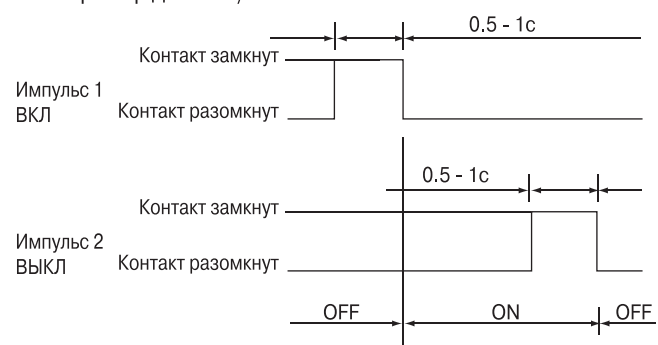 0.5 - 1с
Контакт замкнут
Импульс 1
ВКЛ
Контакт разомкнут
0.5 - 1с
Контакт замкнут
Импульс 2
ВЫКЛ
Контакт разомкнут
OFF
ON
OFF